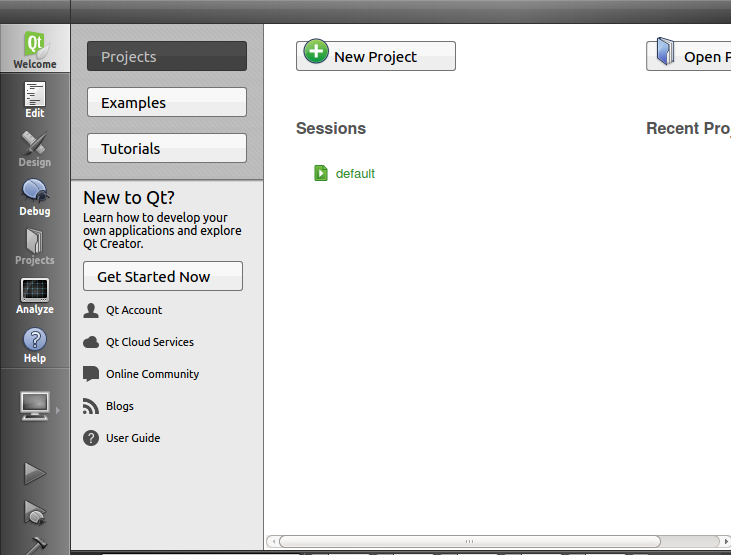 Qt
Welcome
Edit
Design
Debug
Projects
Analyze
Help
Projects
Examples
Tutorials
New to Qt?
Learn how to develop your
own applications and explore
Qt Creator.
Get Started Now
Qt Account
Qt Cloud Services
Online Community
Blogs
User Guide
New Project
Open P
Sessions
Recent Proj
default